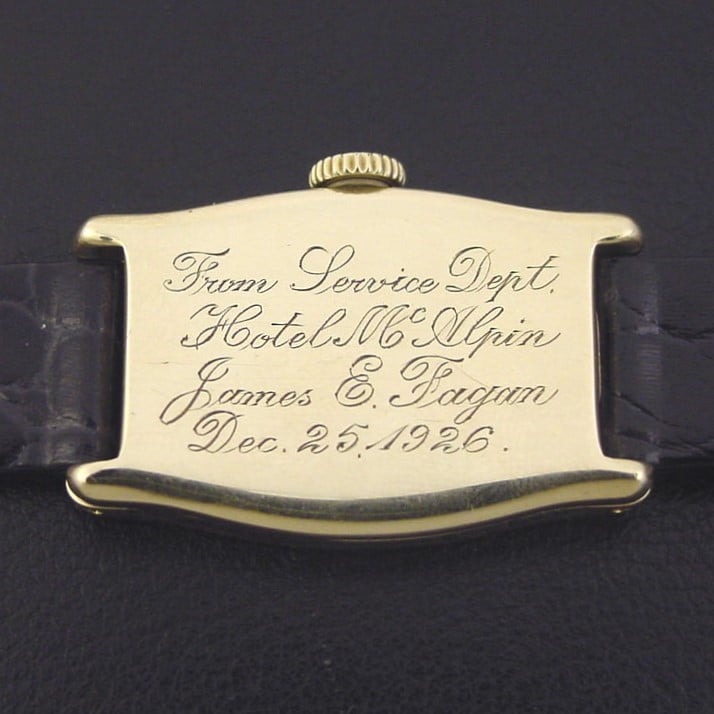 From Service Dept.
Hotel McAlpin
James E. Fagan
Dec. 25, 1926.